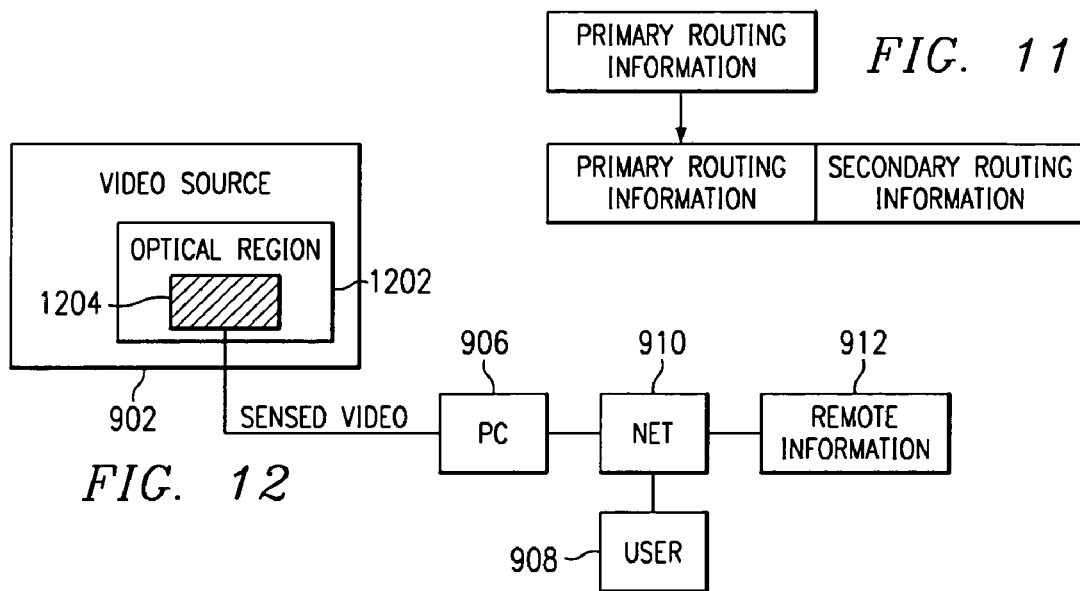 PRIMARY ROUTING
INFORMATION
FIG. 11
PRIMARY ROUTING
INFORMATION
SECONDARY ROUTING
INFORMATION
VIDEO SOURCE
OPTICAL REGION
1204
1202
902
SENSED VIDEO
906
PC
910
NET
912
REMOTE
INFORMATION
908
USER
FIG. 12